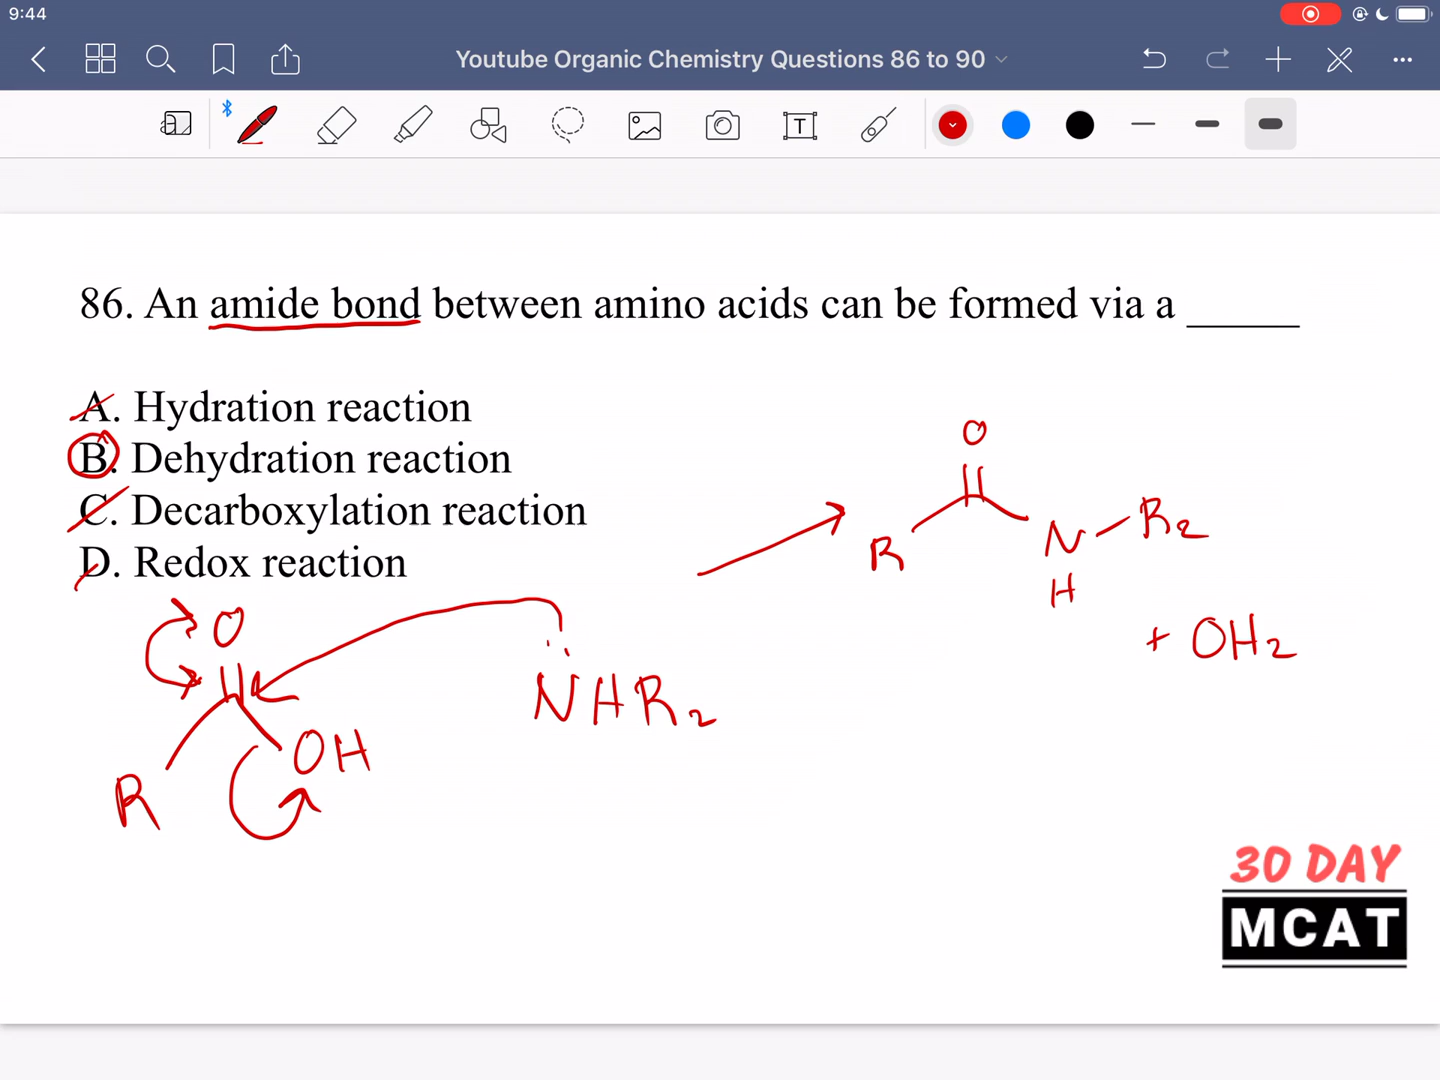 9:44
Youtube Organic Chemistry Questions 86 to 90
86. An amide bond between amino acids can be formed via a ______
A. Hydration reaction
B. Dehydration reaction
C. Decarboxylation reaction
D. Redox reaction
O
R
OH
NHR2
O
R
N
H
R2
+ OH2
30 DAY
MCAT